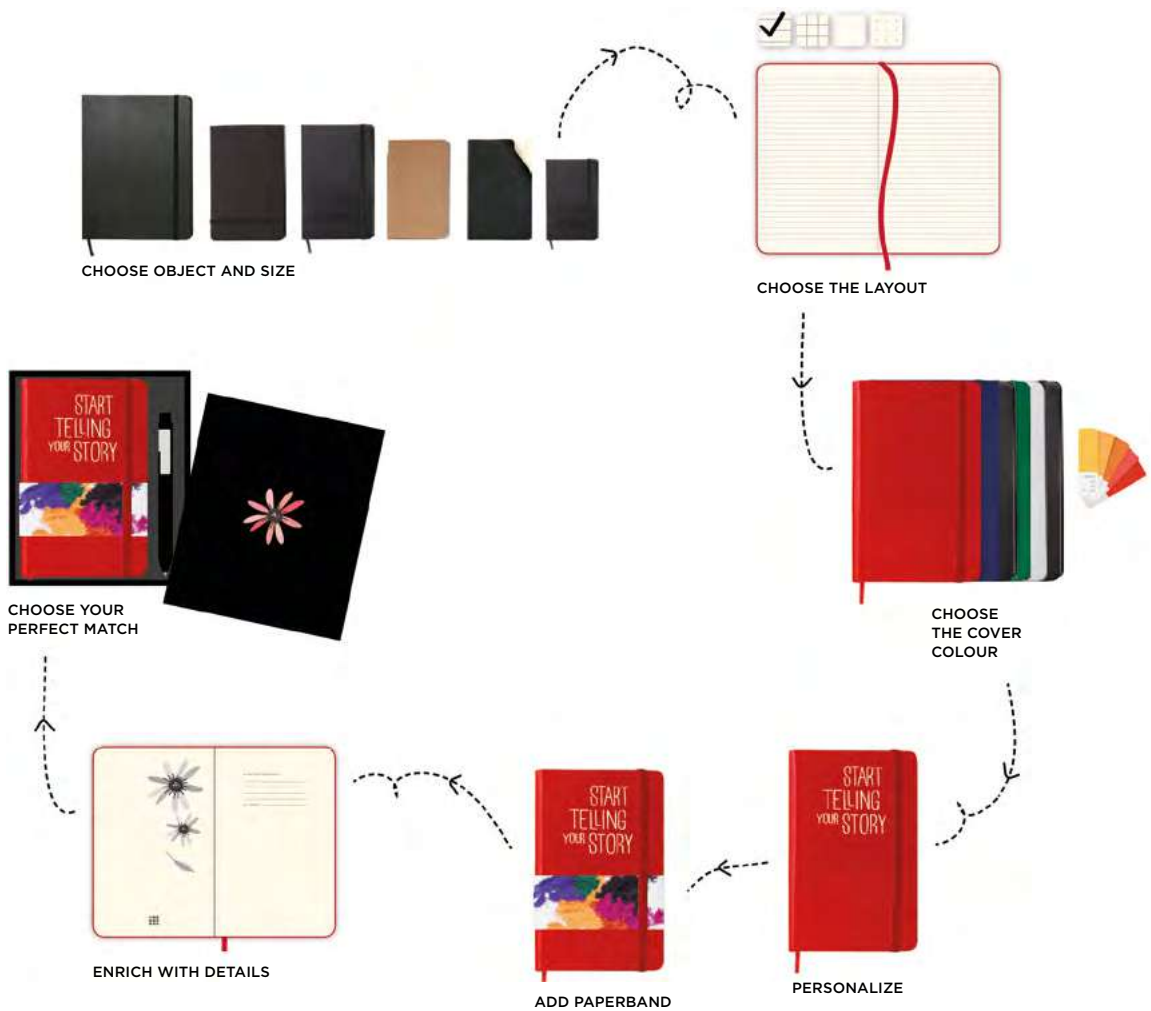 CHOOSE OBJECT AND SIZE
CHOOSE THE LAYOUT
CHOOSE
THE COVER
COLOUR
START
TELLING
YOUR STORY
PERSONALIZE
START
TELLING
YOUR STORY
ADD PAPERBAND
ENRICH WITH DETAILS
START
TELLING
YOUR STORY
CHOOSE YOUR
PERFECT MATCH